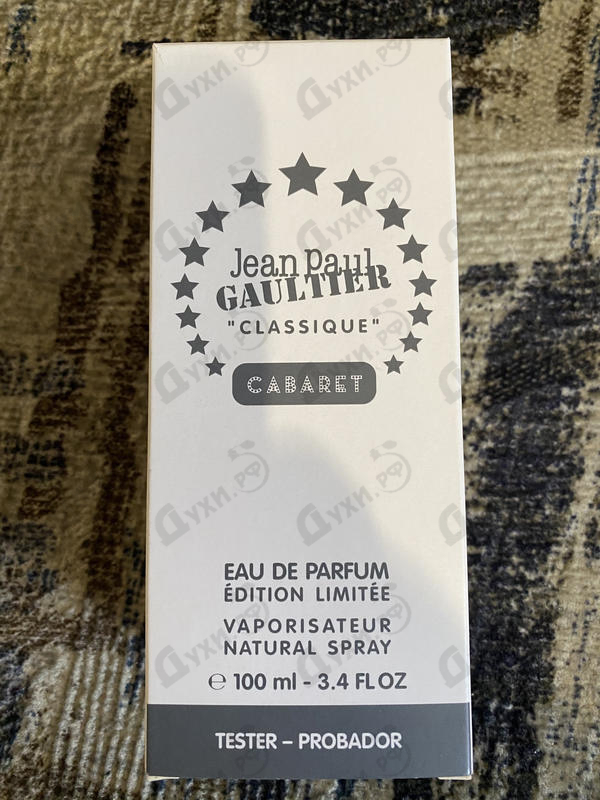 Jean Paul
GAULTIER
"CLASSIQUE"
CABARET
EAU DE PARFUM
ÉDITION LIMITÉE
VAPORISATEUR
NATURAL SPRAY
℮ 100 ml - 3.4 FL OZ
TESTER – PROBADOR
Духи.рф